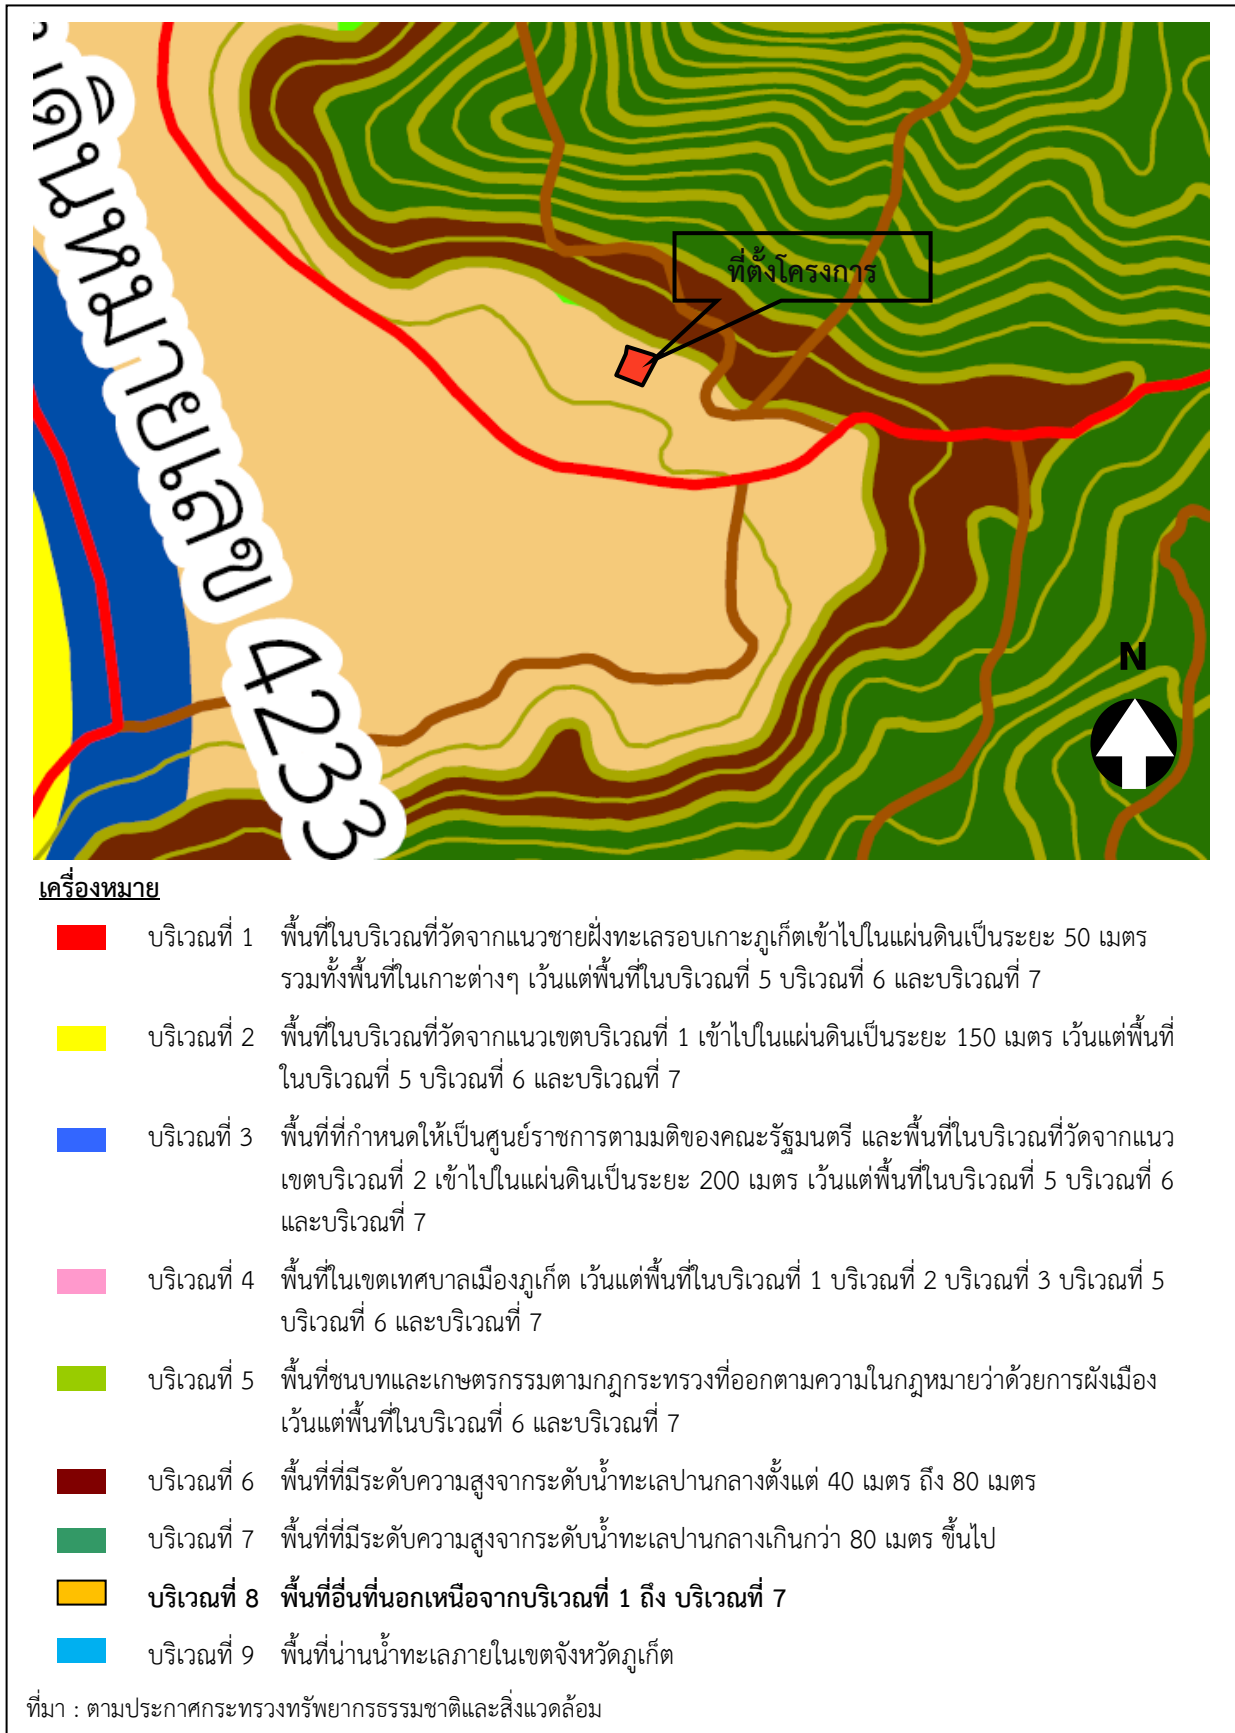 เดินหมายเลข 4233
ที่ตั้งโครงการ
N
เครื่องหมาย
บริเวณที่ 1 พื้นที่ในบริเวณที่วัดจากแนวชายฝั่งทะเลรอบเกาะภูเก็ตเข้าไปในแผ่นดินเป็นระยะ 50 เมตร
รวมทั้งพื้นที่ในเกาะต่างๆ เว้นแต่พื้นที่ในบริเวณที่ 5 บริเวณที่ 6 และบริเวณที่ 7
บริเวณที่ 2 พื้นที่ในบริเวณที่วัดจากแนวเขตบริเวณที่ 1 เข้าไปในแผ่นดินเป็นระยะ 150 เมตร เว้นแต่พื้นที่
ในบริเวณที่ 5 บริเวณที่ 6 และบริเวณที่ 7
บริเวณที่ 3 พื้นที่ที่กำหนดให้เป็นศูนย์ราชการตามมติของคณะรัฐมนตรี และพื้นที่ในบริเวณที่วัดจากแนว
เขตบริเวณที่ 2 เข้าไปในแผ่นดินเป็นระยะ 200 เมตร เว้นแต่พื้นที่ในบริเวณที่ 5 บริเวณที่ 6
และบริเวณที่ 7
บริเวณที่ 4 พื้นที่ในเขตเทศบาลเมืองภูเก็ต เว้นแต่พื้นที่ในบริเวณที่ 1 บริเวณที่ 2 บริเวณที่ 3 บริเวณที่ 5
บริเวณที่ 6 และบริเวณที่ 7
บริเวณที่ 5 พื้นที่ชนบทและเกษตรกรรมตามกฎกระทรวงที่ออกตามความในกฎหมายว่าด้วยการผังเมือง
เว้นแต่พื้นที่ในบริเวณที่ 6 และบริเวณที่ 7
บริเวณที่ 6 พื้นที่ที่มีระดับความสูงจากระดับน้ำทะเลปานกลางตั้งแต่ 40 เมตร ถึง 80 เมตร
บริเวณที่ 7 พื้นที่ที่มีระดับความสูงจากระดับน้ำทะเลปานกลางเกินกว่า 80 เมตร ขึ้นไป
บริเวณที่ 8 พื้นที่อื่นที่นอกเหนือจากบริเวณที่ 1 ถึง บริเวณที่ 7
บริเวณที่ 9 พื้นที่น่านน้ำทะเลภายในเขตจังหวัดภูเก็ต
ที่มา : ตามประกาศกระทรวงทรัพยากรธรรมชาติและสิ่งแวดล้อม